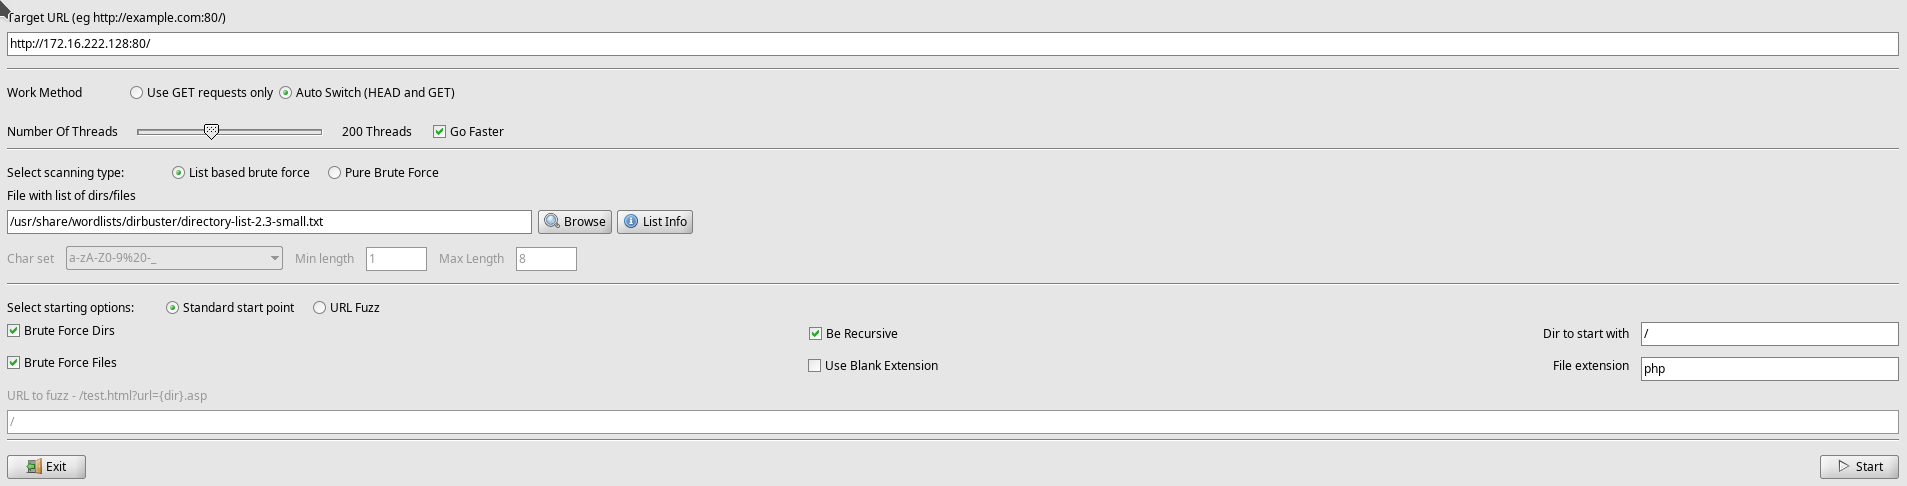 Target URL (eg http://example.com:80/)
http://172.16.222.128:80/
Work Method Use GET requests only Auto Switch (HEAD and GET)
Number Of Threads 200 Threads Go Faster
Select scanning type: List based brute force Pure Brute Force
File with list of dirs/files
/usr/share/wordlists/dirbuster/directory-list-2.3-small.txt Browse List Info
Char set a-zA-Z0-9%20-_ Min length 1 Max Length 8
Select starting options: Standard start point URL Fuzz
Brute Force Dirs Be Recursive Dir to start with /
Brute Force Files Use Blank Extension File extension php
URL to fuzz - /test.html?url={dir}.asp
/
Exit Start